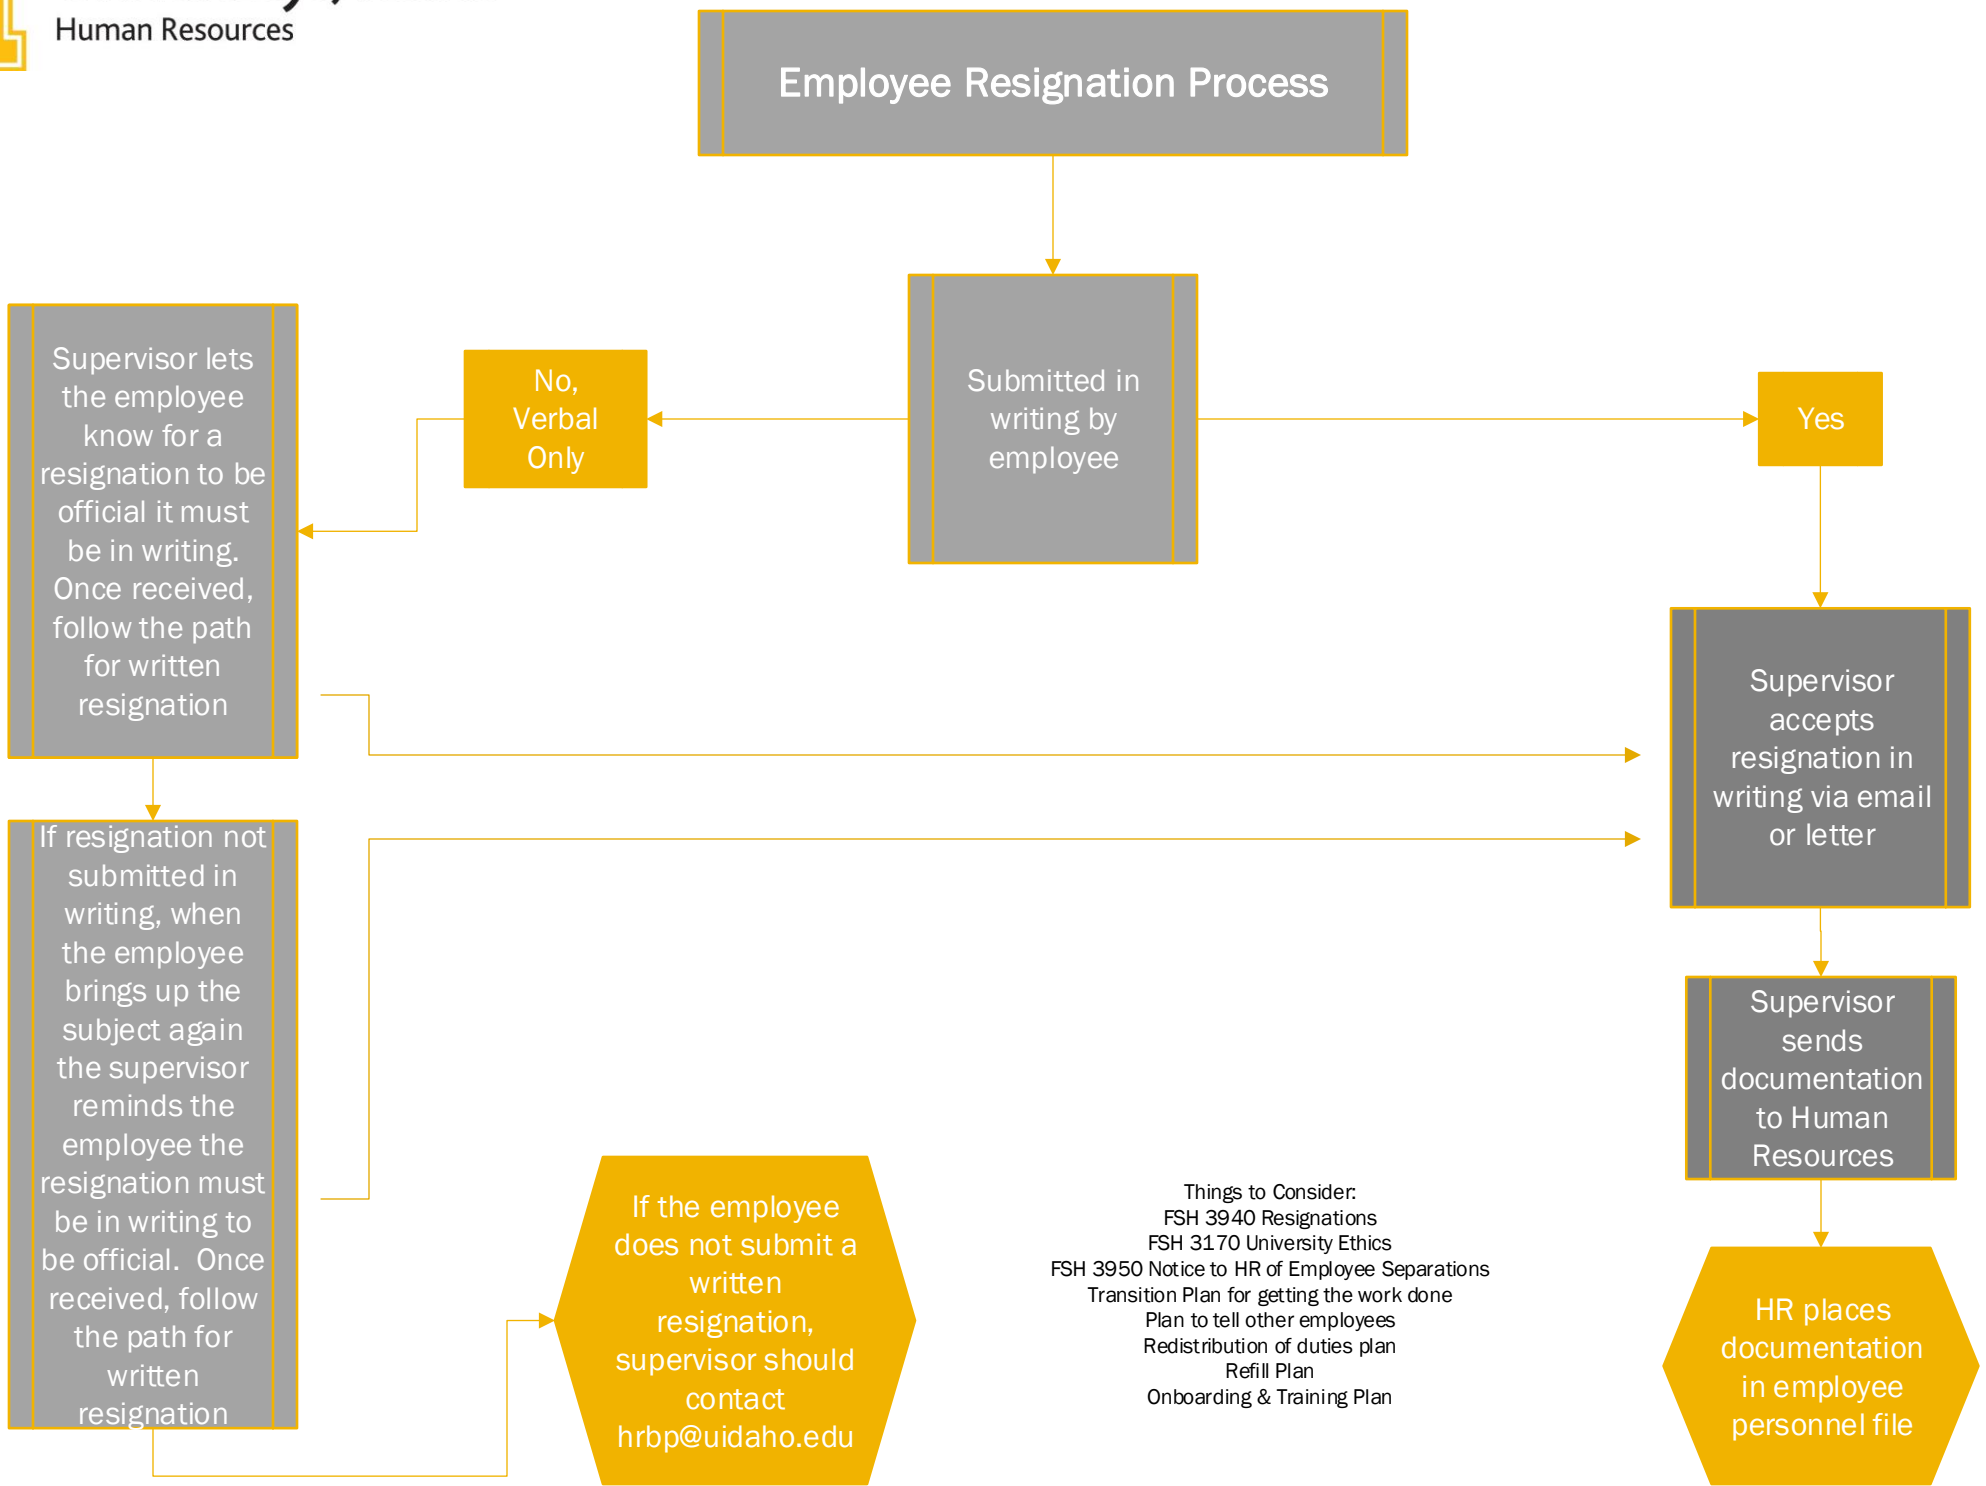 Human Resources
Employee Resignation Process
Submitted in
writing by
employee
No,
Verbal
Only
Yes
Supervisor lets
the employee
know for a
resignation to be
official it must
be in writing.
Once received,
follow the path
for written
resignation
Supervisor
accepts
resignation in
writing via email
or letter
If resignation not
submitted in
writing, when
the employee
brings up the
subject again
the supervisor
reminds the
employee the
resignation must
be in writing to
be official.  Once
received, follow
the path for
written
resignation
Supervisor
sends
documentation
to Human
Resources
If the employee
does not submit a
written
resignation,
supervisor should
contact
hrbp@uidaho.edu
Things to Consider:
FSH 3940 Resignations
FSH 3170 University Ethics
FSH 3950 Notice to HR of Employee Separations
Transition Plan for getting the work done
Plan to tell other employees
Redistribution of duties plan
Refill Plan
Onboarding & Training Plan
HR places
documentation
in employee
personnel file